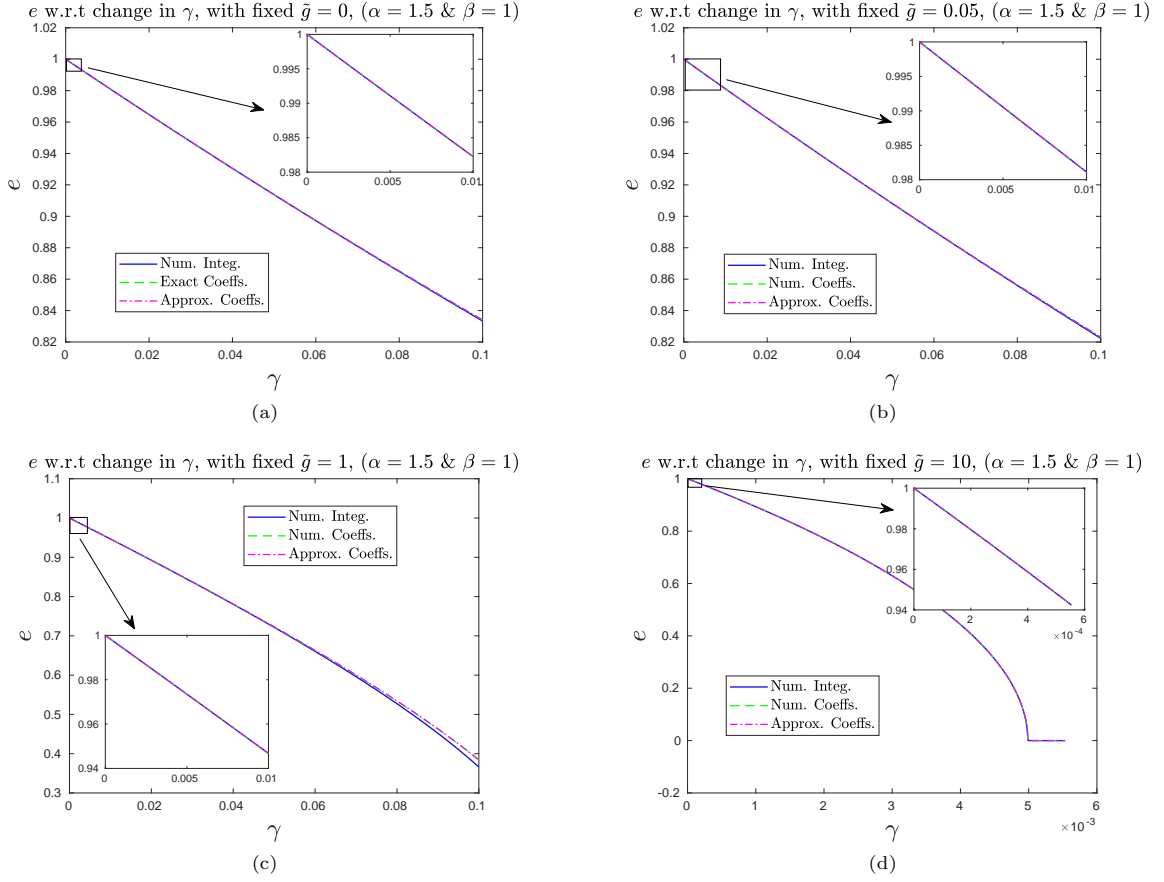 e w.r.t change in γ, with fixed g̃ = 0, (α = 1.5 & β = 1)
1.02
1
0.98
0.96
0.94
0.92
0.9
0.88
0.86
0.84
0.82
e
0 0.02 0.04 0.06 0.08 0.1
γ
1
0.995
0.99
0.985
0.98
0 0.005 0.01
Num. Integ.
Exact Coeffs.
Approx. Coeffs.
(a)
e w.r.t change in γ, with fixed g̃ = 0.05, (α = 1.5 & β = 1)
1.02
1
0.98
0.96
0.94
0.92
0.9
0.88
0.86
0.84
0.82
e
0 0.02 0.04 0.06 0.08 0.1
γ
1
0.995
0.99
0.985
0.98
0 0.005 0.01
Num. Integ.
Num. Coeffs.
Approx. Coeffs.
(b)
e w.r.t change in γ, with fixed g̃ = 1, (α = 1.5 & β = 1)
1.1
1
0.9
0.8
0.7
0.6
0.5
0.4
0.3
e
0 0.02 0.04 0.06 0.08 0.1
γ
Num. Integ.
Num. Coeffs.
Approx. Coeffs.
1
0.98
0.96
0.94
0 0.005 0.01
(c)
e w.r.t change in γ, with fixed g̃ = 10, (α = 1.5 & β = 1)
1
0.8
0.6
0.4
0.2
0
-0.2
e
0 1 2 3 4 5 6
×10⁻³
γ
1
0.98
0.96
0.94
0 2 4 6
×10⁻⁴
Num. Integ.
Num. Coeffs.
Approx. Coeffs.
(d)